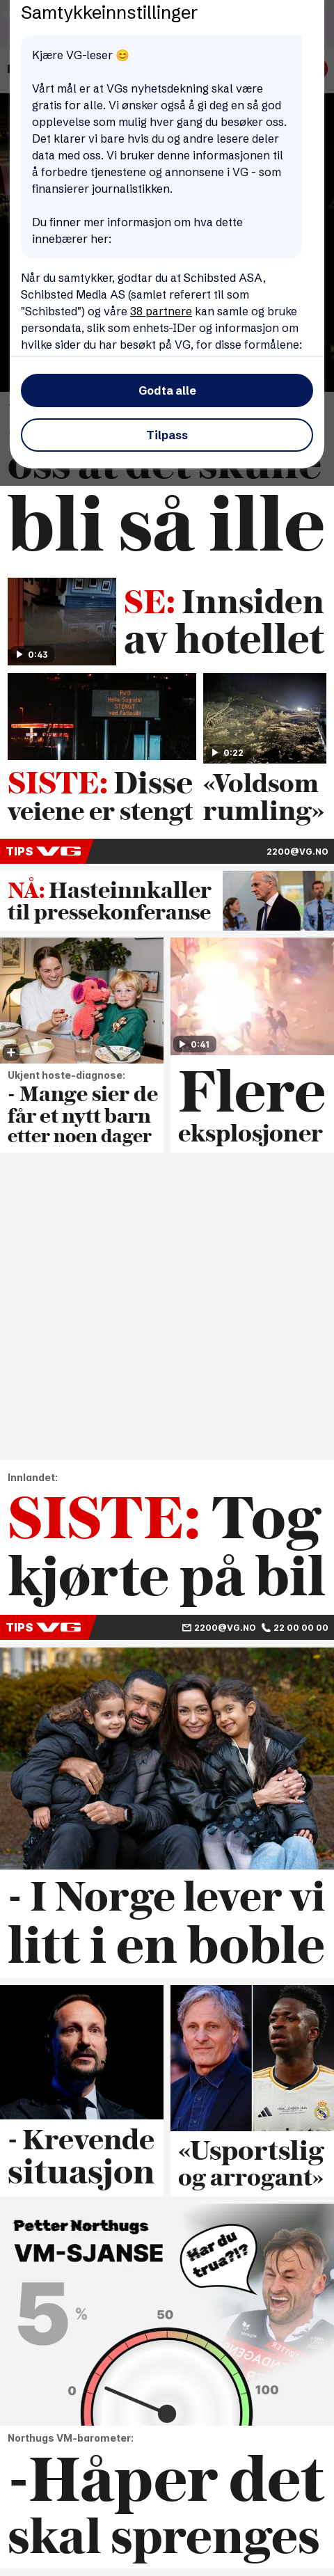 Samtykkeinnstillinger
Kjære VG-leser 😊
Vårt mål er at VGs nyhetsdekning skal være
gratis for alle. Vi ønsker også å gi deg en så god
opplevelse som mulig hver gang du besøker oss.
Det klarer vi bare hvis du og andre lesere deler
data med oss. Vi bruker denne informasjonen til
å forbedre tjenestene og annonsene i VG - som
finansierer journalistikken.
Du finner mer informasjon om hva dette
innebærer her:
Når du samtykker, godtar du at Schibsted ASA,
Schibsted Media AS (samlet referert til som
"Schibsted") og våre 38 partnere kan samle og bruke
persondata, slik som enhets-IDer og informasjonen om
hvilke sider du har besøkt på VG, for disse formålene:
Godta alle
Tilpass
oss at det skulle
bli så ille
0:43
SE: Innsiden
av hotellet
Rv13
Hella-Sogndal
STENGT
ved Fatlaviki
0:22
SISTE: Disse
veiene er stengt
«Voldsom
rumling»
TIPS VG
2200@VG.NO
NÅ: Hasteinnkaller
til pressekonferanse
0:41
Ukjent hoste-diagnose:
- Mange sier de
får et nytt barn
etter noen dager
Flere
eksplosjoner
Innlandet:
SISTE: Tog
kjørte på bil
TIPS VG
2200@VG.NO 22 00 00 00
- I Norge lever vi
litt i en boble
- Krevende
situasjon
«Usportslig
og arrogant»
Petter Northugs
VM-SJANSE
5 %
Har du
trua?!?
0
50
100
Northugs VM-barometer:
-Håper det
skal sprenges